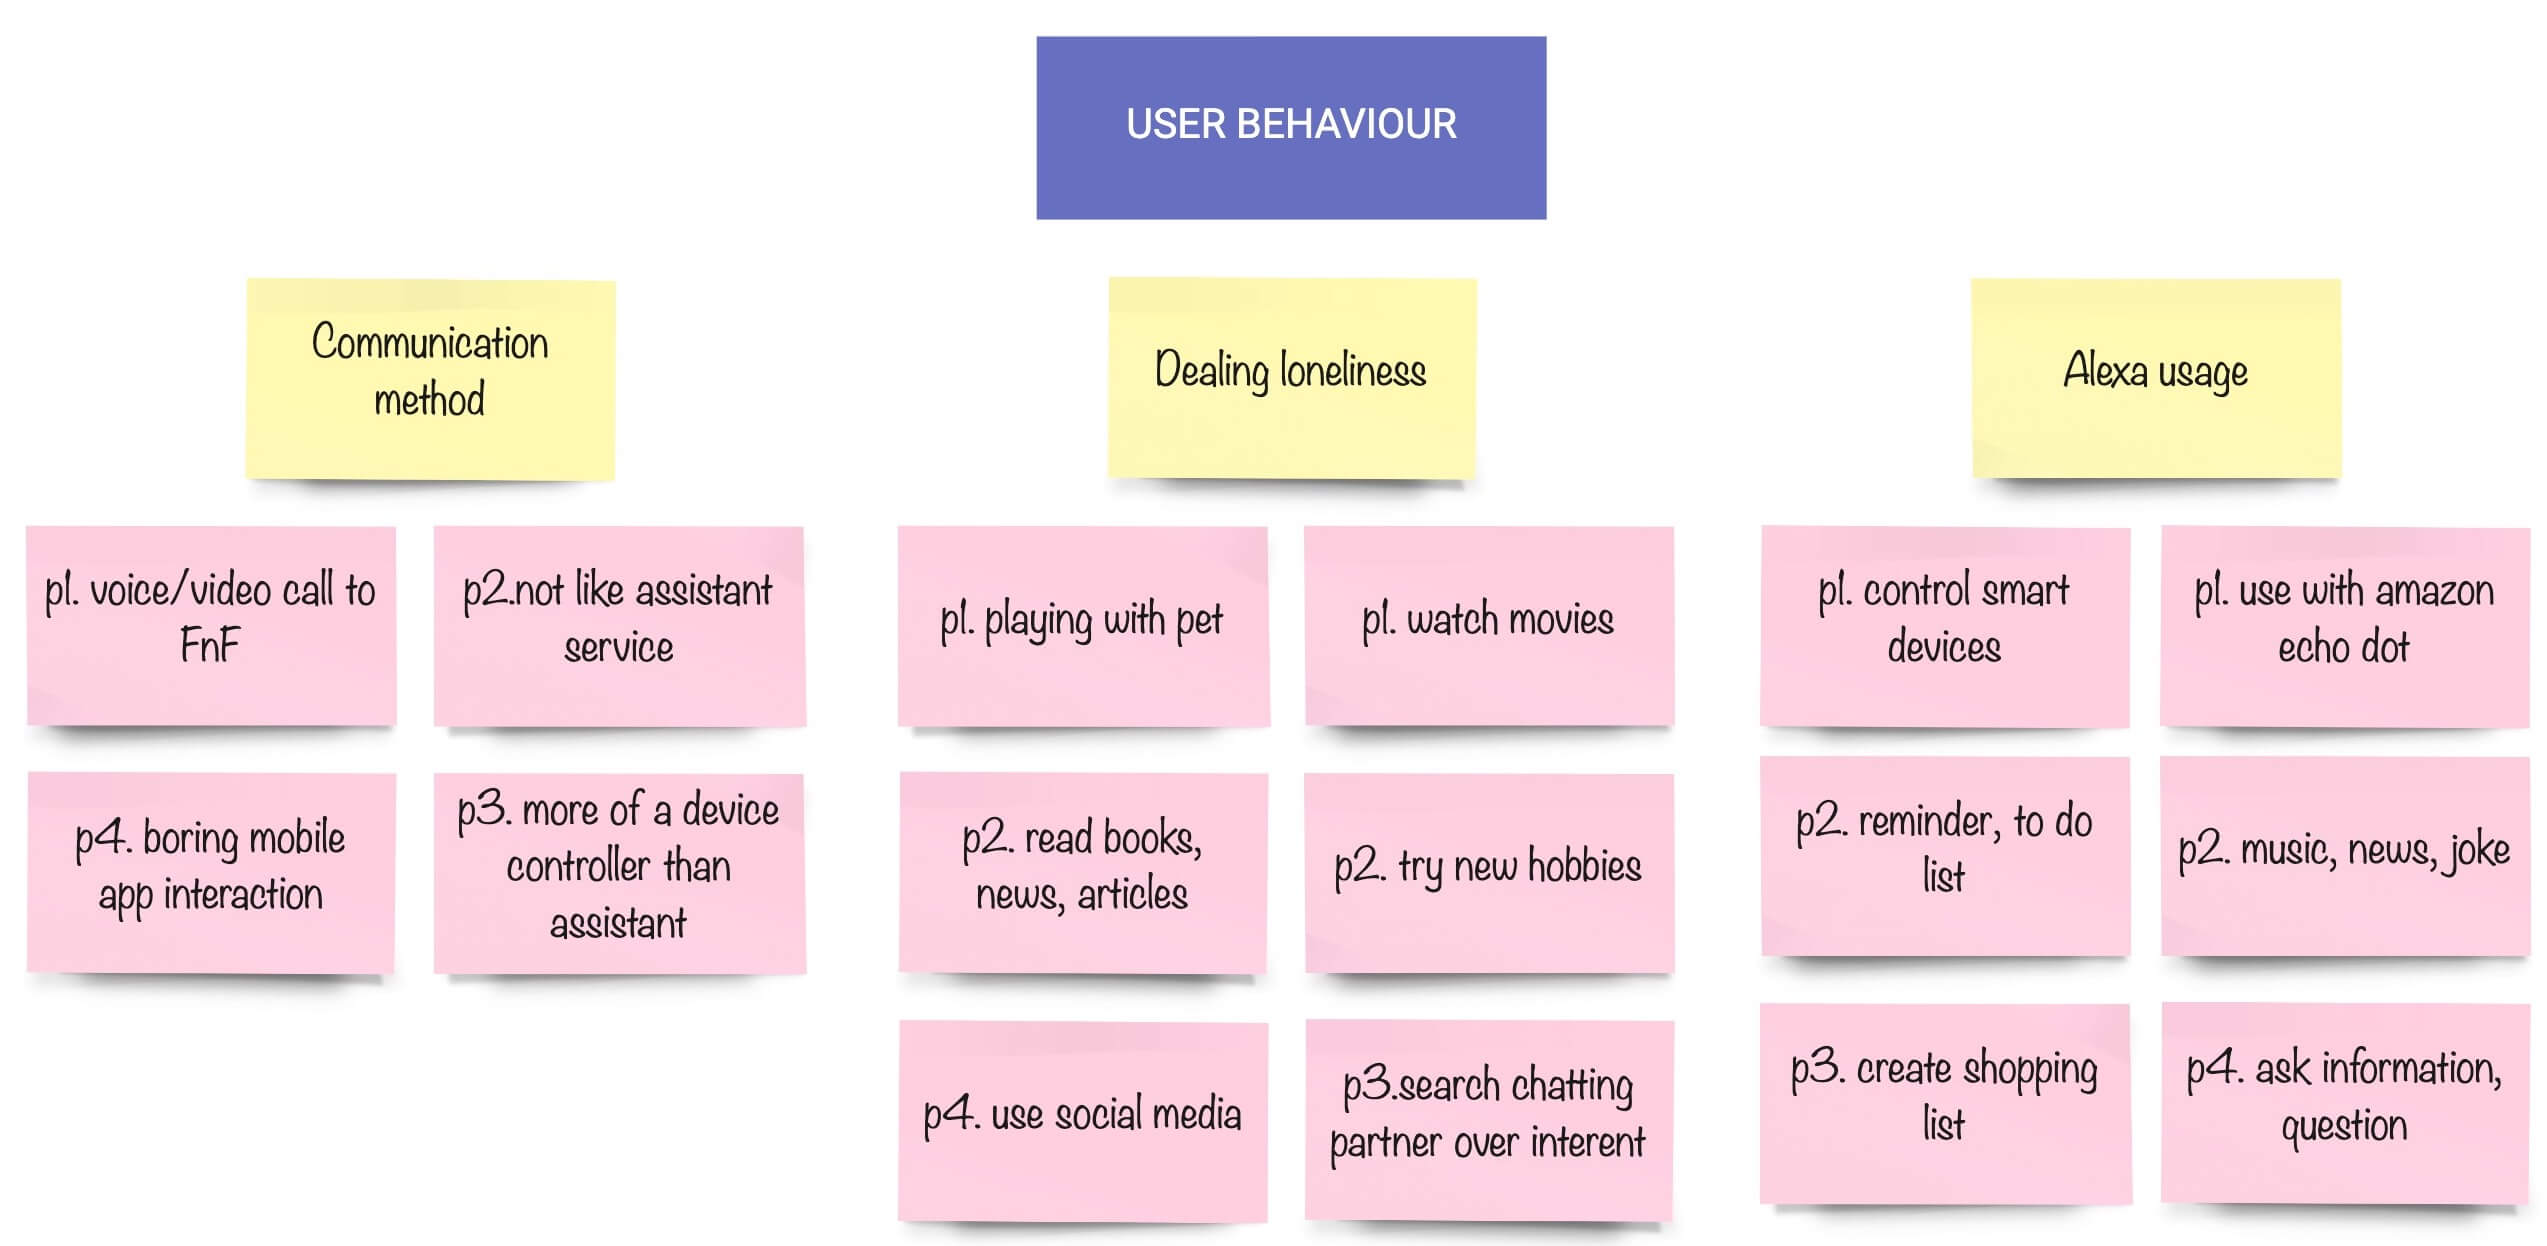 USER BEHAVIOUR
Communication
method
Dealing loneliness
Alexa usage
p1. voice/video call to
FnF
p2.not like assistant
service
p4. boring mobile
app interaction
p3. more of a device
controller than
assistant
p1. playing with pet
p1. watch movies
p2. read books,
news, articles
p2. try new hobbies
p4. use social media
p3.search chatting
partner over interent
p1. control smart
devices
p1. use with amazon
echo dot
p2. reminder, to do
list
p2. music, news, joke
p3. create shopping
list
p4. ask information,
question